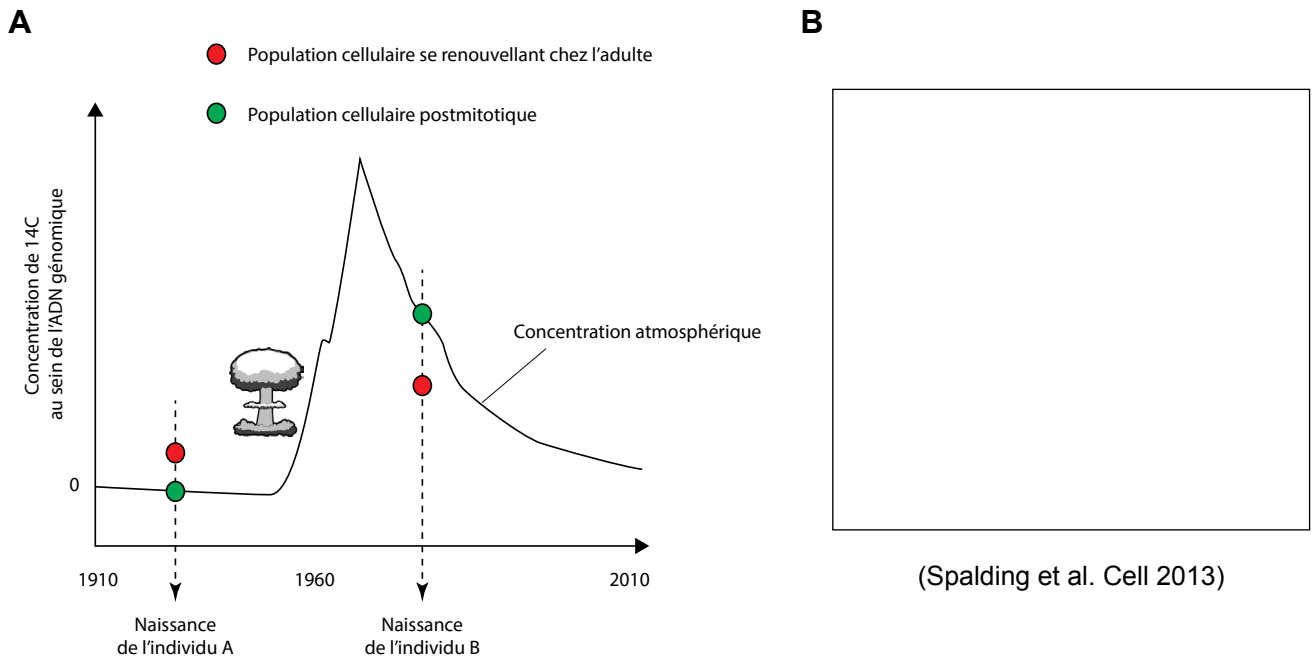 A
Population cellulaire se renouvellant chez l'adulte
Population cellulaire postmitotique
Concentration de 14C
au sein de l'ADN génomique
Concentration atmosphérique
0
1910
1960
2010
Naissance
de l'individu A
Naissance
de l'individu B
B
(Spalding et al. Cell 2013)